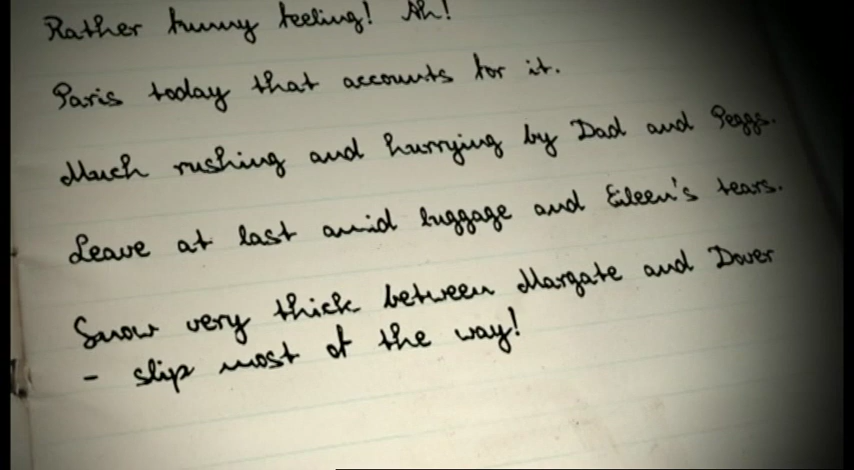 Rather funny feeling! Ah!
Paris today that accounts for it.
Much rushing and hurrying by Dad and Peggs.
Leave at last amid luggage and Eileen's tears.
Snow very thick between Margate and Dover
- slip most of the way!